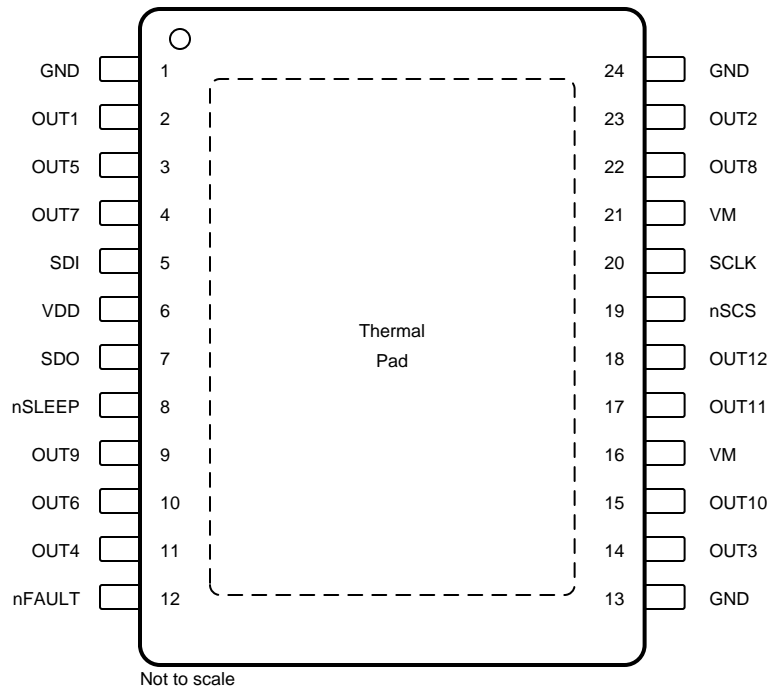 GND 1 24 GND
OUT1 2 23 OUT2
OUT5 3 22 OUT8
OUT7 4 21 VM
SDI 5 20 SCLK
VDD 6 19 nSCS
Thermal
Pad
SDO 7 18 OUT12
nSLEEP 8 17 OUT11
OUT9 9 16 VM
OUT6 10 15 OUT10
OUT4 11 14 OUT3
nFAULT 12 13 GND
Not to scale